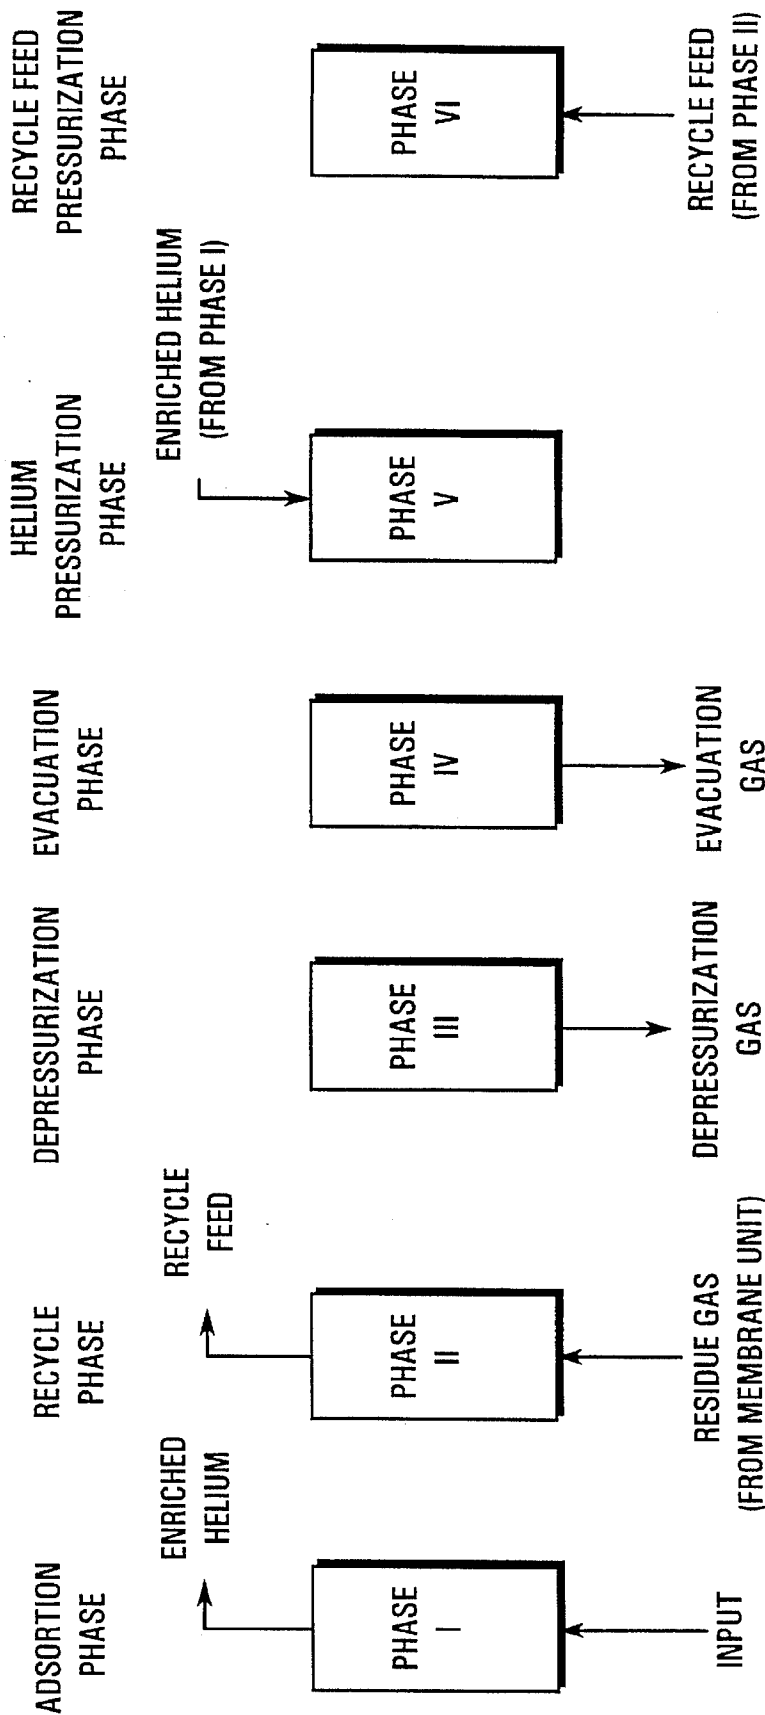 ADSORTION
PHASE
RECYCLE
PHASE
DEPRESSURIZATION
PHASE
EVACUATION
PHASE
HELIUM
PRESSURIZATION
PHASE
RECYCLE FEED
PRESSURIZATION
PHASE
ENRICHED
HELIUM
RECYCLE
FEED
ENRICHED HELIUM
(FROM PHASE I)
PHASE
I
PHASE
II
PHASE
III
PHASE
IV
PHASE
V
PHASE
VI
INPUT
RESIDUE GAS
(FROM MEMBRANE UNIT)
DEPRESSURIZATION
GAS
EVACUATION
GAS
RECYCLE FEED
(FROM PHASE II)